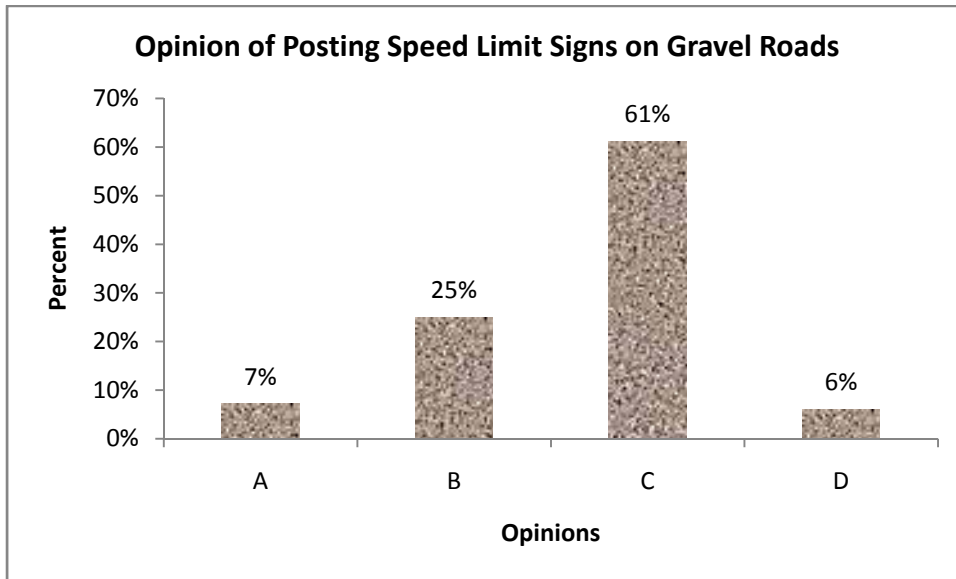 Opinion of Posting Speed Limit Signs on Gravel Roads
70%
60%
50%
40%
30%
20%
10%
0%
Percent
7%
25%
61%
6%
A
B
C
D
Opinions